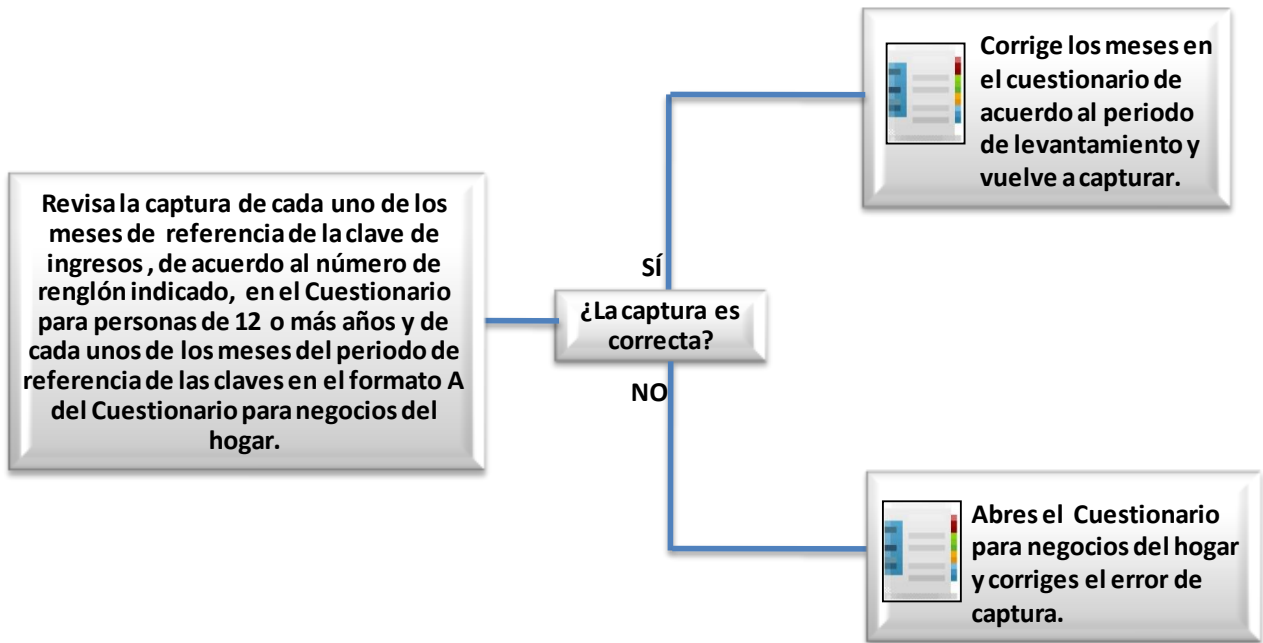 Revisa la captura de cada uno de los
meses de referencia de la clave de
ingresos , de acuerdo al número de
renglón indicado, en el Cuestionario
para personas de 12 o más años y de
cada unos de los meses del periodo de
referencia de las claves en el formato A
del Cuestionario para negocios del
hogar.
SÍ
¿La captura es
correcta?
NO
Corrige los meses en
el cuestionario de
acuerdo al periodo
de levantamiento y
vuelve a capturar.
Abres el Cuestionario
para negocios del hogar
y corriges el error de
captura.